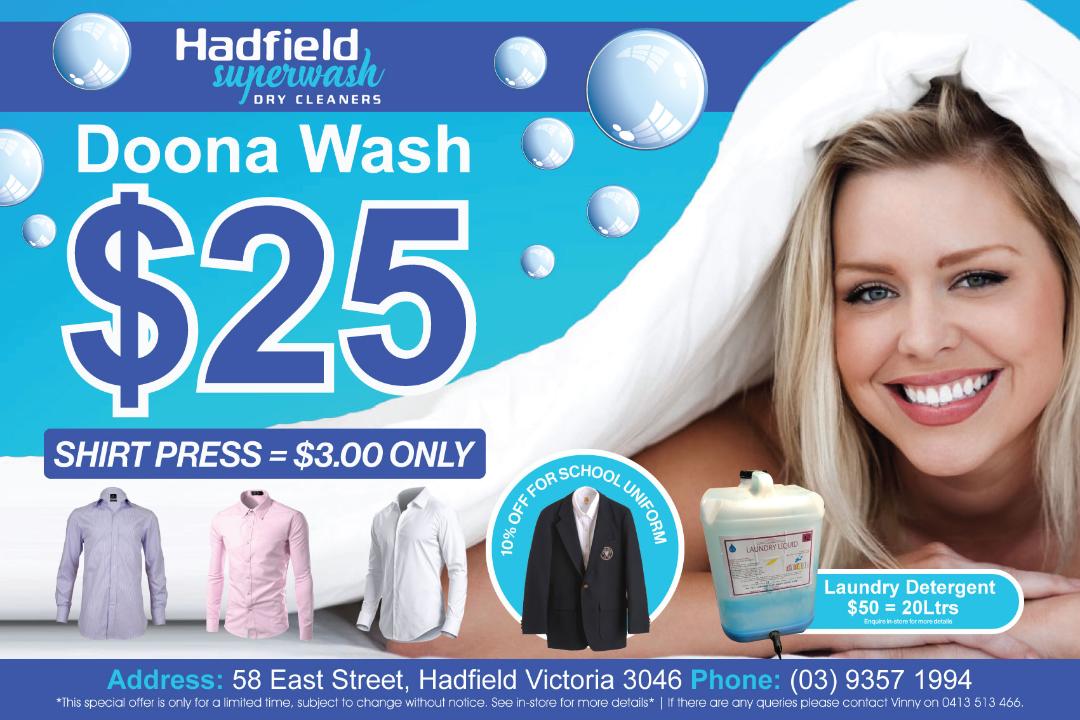 Hadfield
superwash
DRY CLEANERS
Doona Wash
$25
SHIRT PRESS = $3.00 ONLY
10% OFF FOR SCHOOL UNIFORM
LAUNDRY LIQUID
Laundry Detergent
$50 = 20Ltrs
Enquire in-store for more details
Address: 58 East Street, Hadfield Victoria 3046 Phone: (03) 9357 1994
*This special offer is only for a limited time, subject to change without notice. See in-store for more details* | If there are any queries please contact Vinny on 0413 513 466.